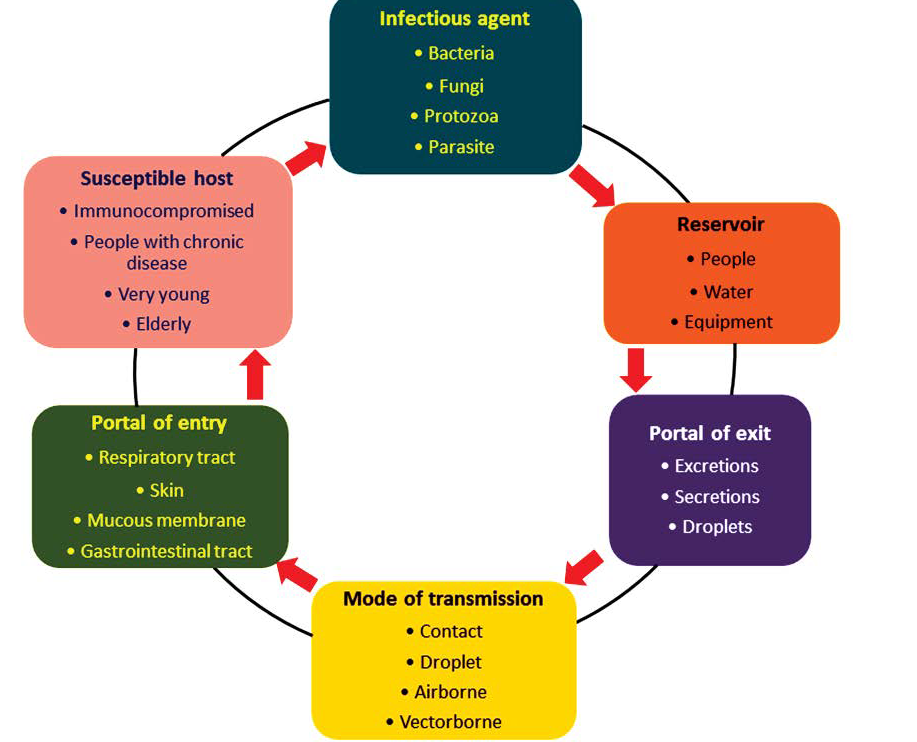 Infectious agent
• Bacteria
• Fungi
• Protozoa
• Parasite
Reservoir
• People
• Water
• Equipment
Portal of exit
• Excretions
• Secretions
• Droplets
Mode of transmission
• Contact
• Droplet
• Airborne
• Vectorborne
Portal of entry
• Respiratory tract
• Skin
• Mucous membrane
• Gastrointestinal tract
Susceptible host
• Immunocompromised
• People with chronic
disease
• Very young
• Elderly